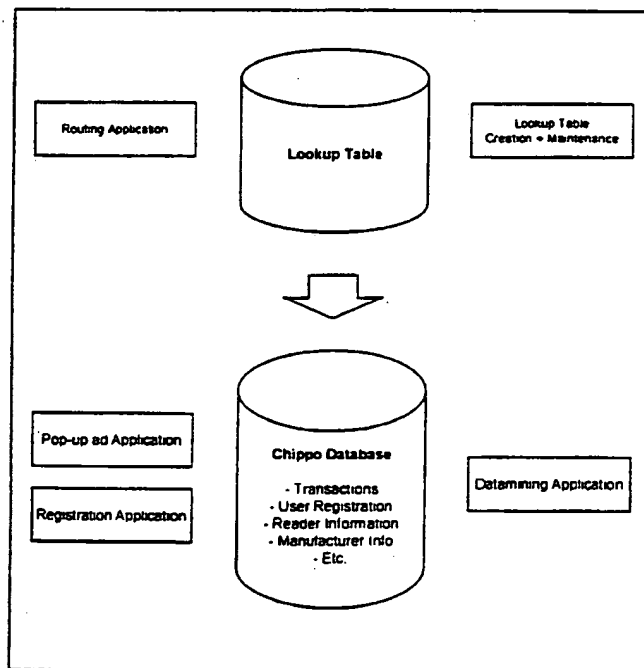 Routing Application
Lookup Table
Lookup Table
Creation + Maintenance
Pop-up ad Application
Registration Application
Chippo Database
- Transactions
- User Registration
- Reader Information
- Manufacturer Info
- Etc.
Datamining Application